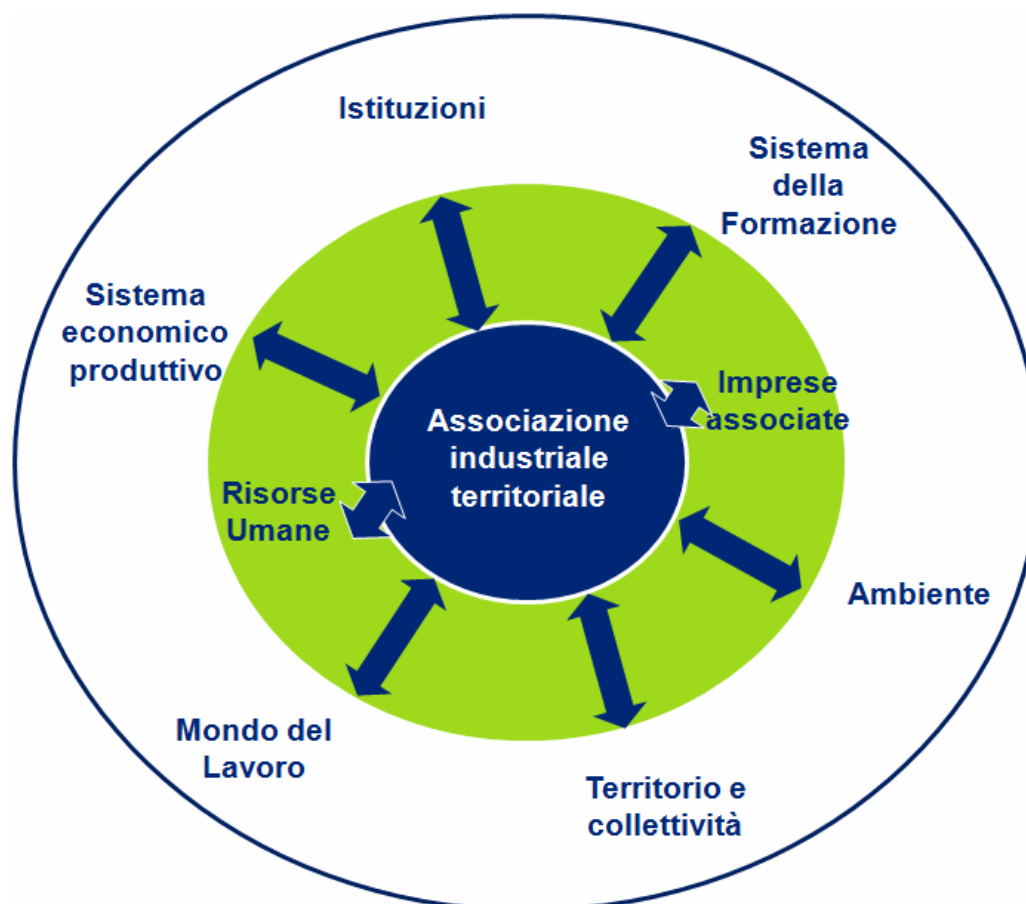 Istituzioni
Sistema
della
Formazione
Sistema
economico
produttivo
Imprese
associate
Associazione
industriale
territoriale
Risorse
Umane
Ambiente
Mondo del
Lavoro
Territorio e
collettività